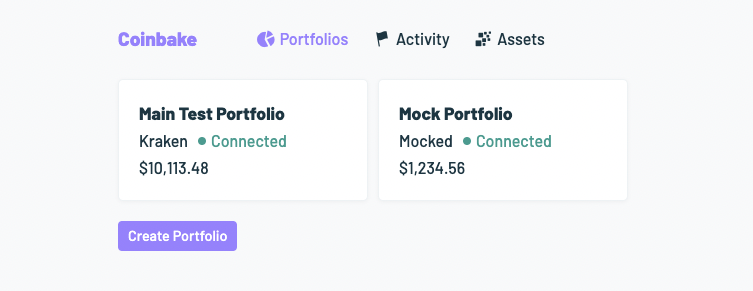 Coinbake Portfolios Activity Assets
Main Test Portfolio
Kraken Connected
$10,113.48
Mock Portfolio
Mocked Connected
$1,234.56
Create Portfolio